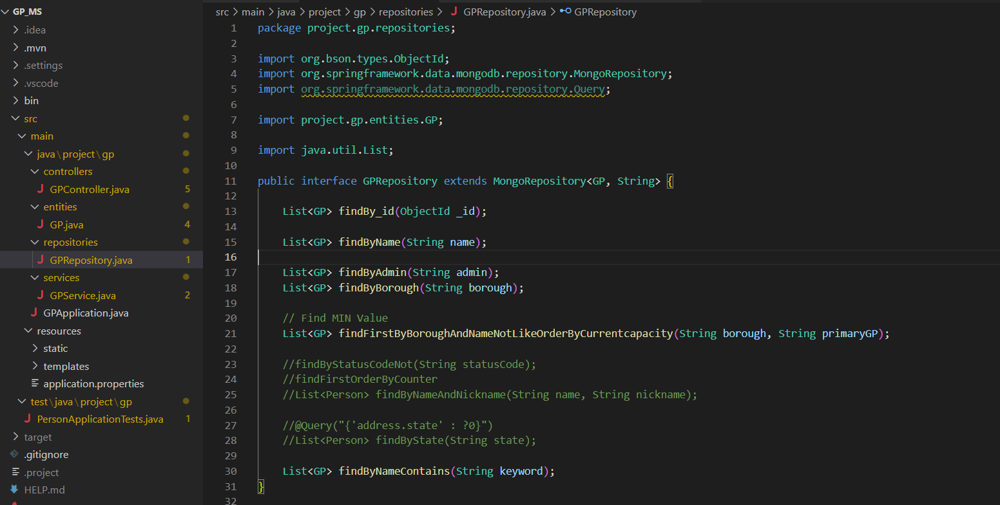 GP_MS
.idea
.mvn
.settings
.vscode
bin
src
main
java\project\gp
controllers
GPController.java 5
entities
GP.java 4
repositories
GPRepository.java 1
services
GPService.java 2
GPApplication.java
resources
static
templates
application.properties
test\java\project\gp
PersonApplicationTests.java 1
target
.gitignore
.project
HELP.md
src > main > java > project > gp > repositories > GPRepository.java > GPRepository
1 package project.gp.repositories;
2
3 import org.bson.types.ObjectId;
4 import org.springframework.data.mongodb.repository.MongoRepository;
5 import org.springframework.data.mongodb.repository.Query;
6
7 import project.gp.entities.GP;
8
9 import java.util.List;
10
11 public interface GPRepository extends MongoRepository<GP, String> {
12
13 List<GP> findBy_id(ObjectId _id);
14
15 List<GP> findByName(String name);
16
17 List<GP> findByAdmin(String admin);
18 List<GP> findByBorough(String borough);
19
20 // Find MIN Value
21 List<GP> findFirstByBoroughAndNameNotLikeOrderByCurrentcapacity(String borough, String primaryGP);
22
23 //findByStatusCodeNot(String statusCode);
24 //findFirstOrderByCounter
25 //List<Person> findByNameAndNickname(String name, String nickname);
26
27 //@Query("{'address.state' : ?0}")
28 //List<Person> findByState(String state);
29
30 List<GP> findByNameContains(String keyword);
31 }
32